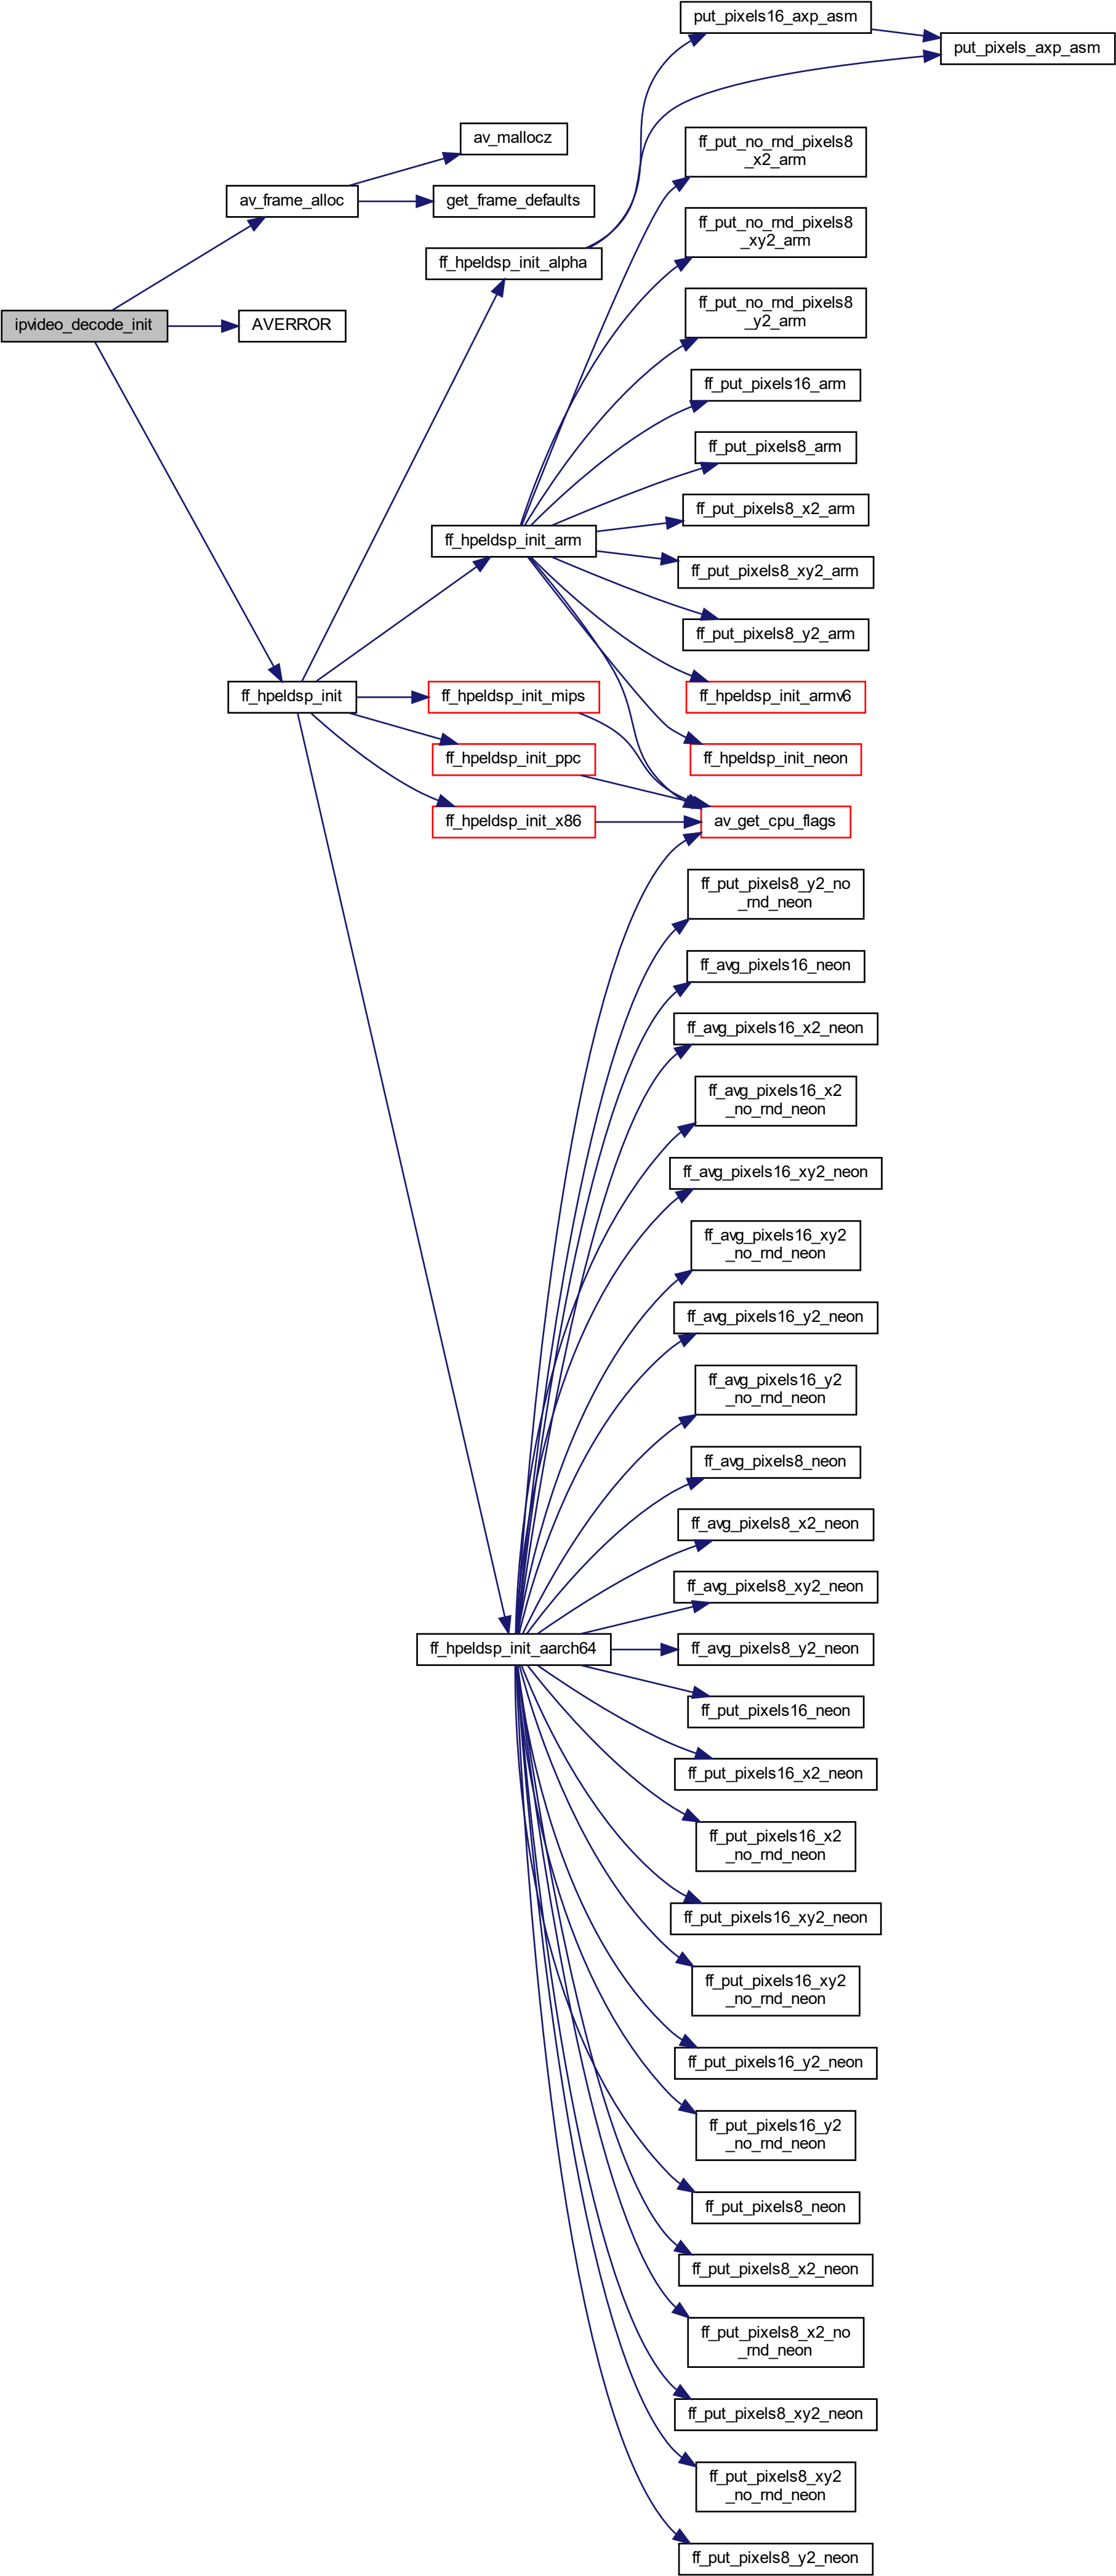 put_pixels16_axp_asm
put_pixels_axp_asm
av_mallocz
ff_put_no_rnd_pixels8
_x2_arm
av_frame_alloc
get_frame_defaults
ff_put_no_rnd_pixels8
_xy2_arm
ff_hpeldsp_init_alpha
ipvideo_decode_init
AVERROR
ff_put_no_rnd_pixels8
_y2_arm
ff_put_pixels16_arm
ff_put_pixels8_arm
ff_put_pixels8_x2_arm
ff_hpeldsp_init_arm
ff_put_pixels8_xy2_arm
ff_put_pixels8_y2_arm
ff_hpeldsp_init
ff_hpeldsp_init_mips
ff_hpeldsp_init_armv6
ff_hpeldsp_init_ppc
ff_hpeldsp_init_neon
ff_hpeldsp_init_x86
av_get_cpu_flags
ff_put_pixels8_y2_no
_rnd_neon
ff_avg_pixels16_neon
ff_avg_pixels16_x2_neon
ff_avg_pixels16_x2
_no_rnd_neon
ff_avg_pixels16_xy2_neon
ff_avg_pixels16_xy2
_no_rnd_neon
ff_avg_pixels16_y2_neon
ff_avg_pixels16_y2
_no_rnd_neon
ff_avg_pixels8_neon
ff_avg_pixels8_x2_neon
ff_avg_pixels8_xy2_neon
ff_hpeldsp_init_aarch64
ff_avg_pixels8_y2_neon
ff_put_pixels16_neon
ff_put_pixels16_x2_neon
ff_put_pixels16_x2
_no_rnd_neon
ff_put_pixels16_xy2_neon
ff_put_pixels16_xy2
_no_rnd_neon
ff_put_pixels16_y2_neon
ff_put_pixels16_y2
_no_rnd_neon
ff_put_pixels8_neon
ff_put_pixels8_x2_neon
ff_put_pixels8_x2_no
_rnd_neon
ff_put_pixels8_xy2_neon
ff_put_pixels8_xy2
_no_rnd_neon
ff_put_pixels8_y2_neon